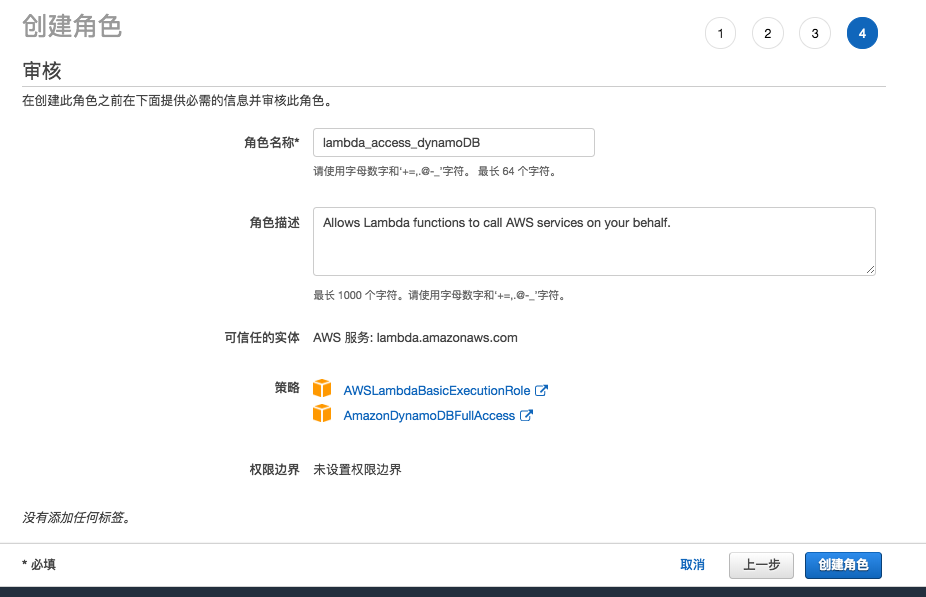 创建角色
1 2 3 4
审核
在创建此角色之前在下面提供必需的信息并审核此角色。
角色名称* lambda_access_dynamoDB
请使用字母数字和'+=,.@-_'字符。 最长 64 个字符。
角色描述 Allows Lambda functions to call AWS services on your behalf.
最长 1000 个字符。请使用字母数字和'+=,.@-_'字符。
可信任的实体 AWS 服务: lambda.amazonaws.com
策略 AWSLambdaBasicExecutionRole
AmazonDynamoDBFullAccess
权限边界 未设置权限边界
没有添加任何标签。
* 必填 取消 上一步 创建角色